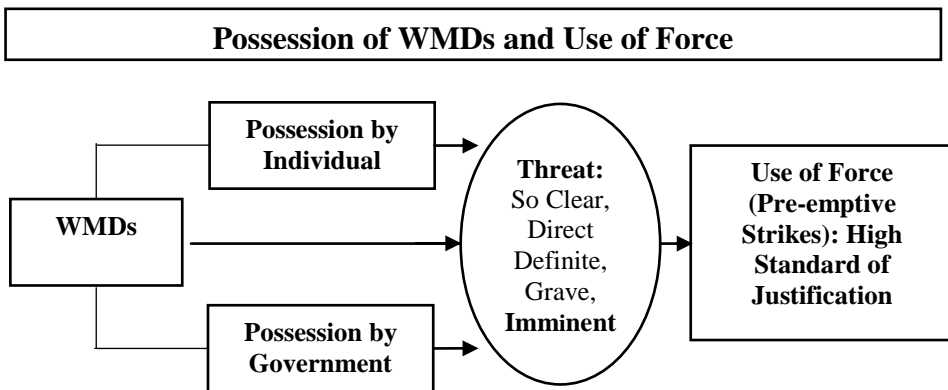 Possession of WMDs and Use of Force
Possession by
Individual
WMDs
Threat:
So Clear,
Direct
Definite,
Grave,
Imminent
Use of Force
(Pre-emptive
Strikes): High
Standard of
Justification
Possession by
Government